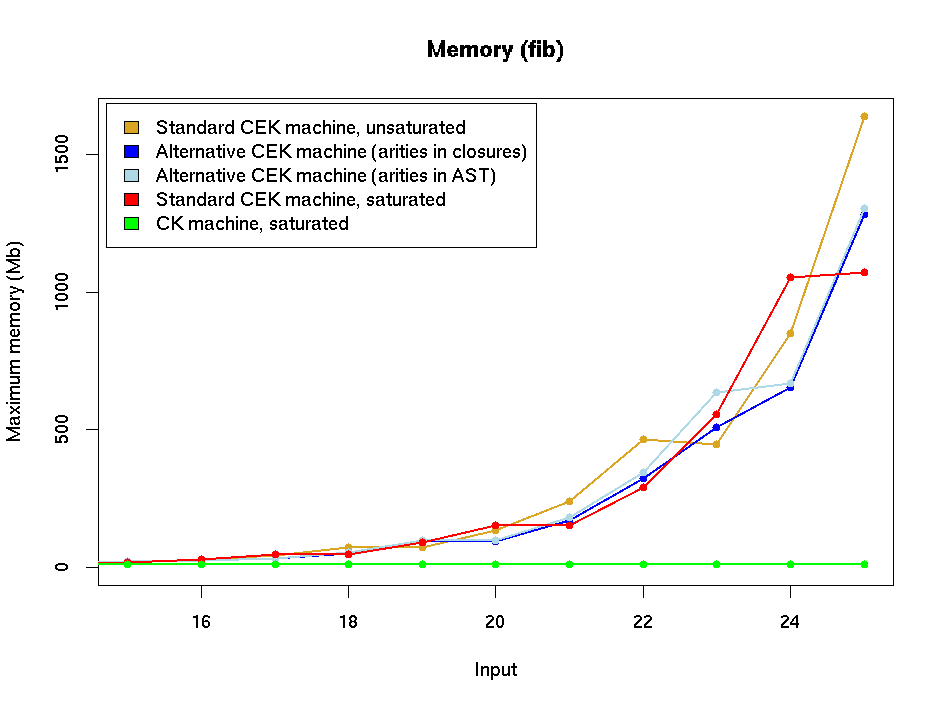 Memory (fib)
Standard CEK machine, unsaturated
Alternative CEK machine (arities in closures)
Alternative CEK machine (arities in AST)
Standard CEK machine, saturated
CK machine, saturated
Maximum memory (Mb)
1500
1000
500
0
16 18 20 22 24
Input